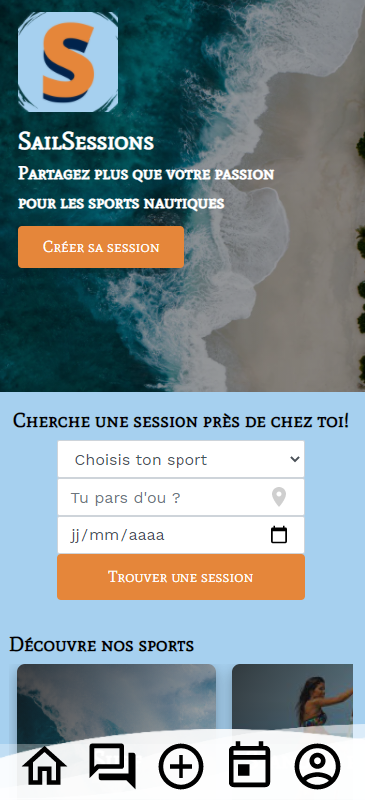 S
SailSessions
Partagez plus que votre passion
pour les sports nautiques
Créer sa session
Cherche une session près de chez toi!
Choisis ton sport
Tu pars d'ou ?
jj/mm/aaaa
Trouver une session
Découvre nos sports